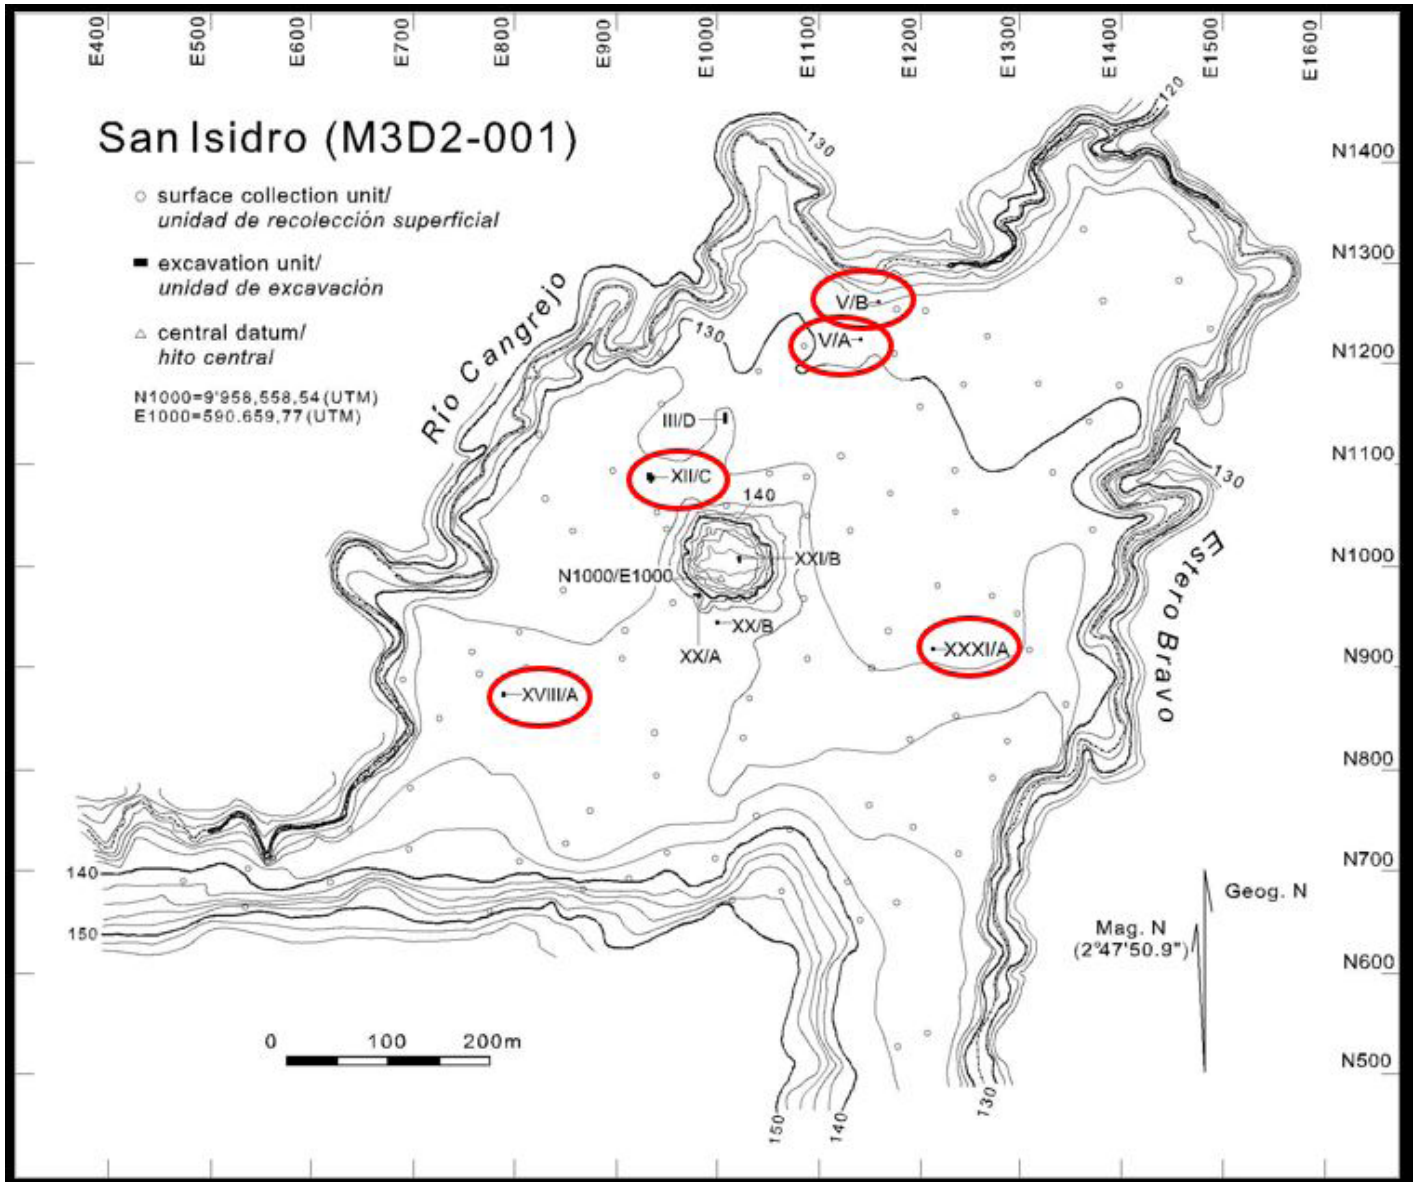 E400
E500
E600
E700
E800
E900
E1000
E1100
E1200
E1300
E1400
E1500
E1600
San Isidro (M3D2-001)
surface collection unit/
unidad de recolección superficial
excavation unit/
unidad de excavación
central datum/
hito central
N1000=9'958,558,54 (UTM)
E1000=590.659,77 (UTM)
Río Cangrejo
Estero Bravo
120
130
130
130
140
V/B
V/A
III/D
XII/C
XXI/B
N1000/E1000
XX/B
XX/A
XXXI/A
XVIII/A
N1400
N1300
N1200
N1100
N1000
N900
N800
N700
N600
N500
140
150
Geog. N
Mag. N
(2°47'50.9")
0 100 200m
150
140
130